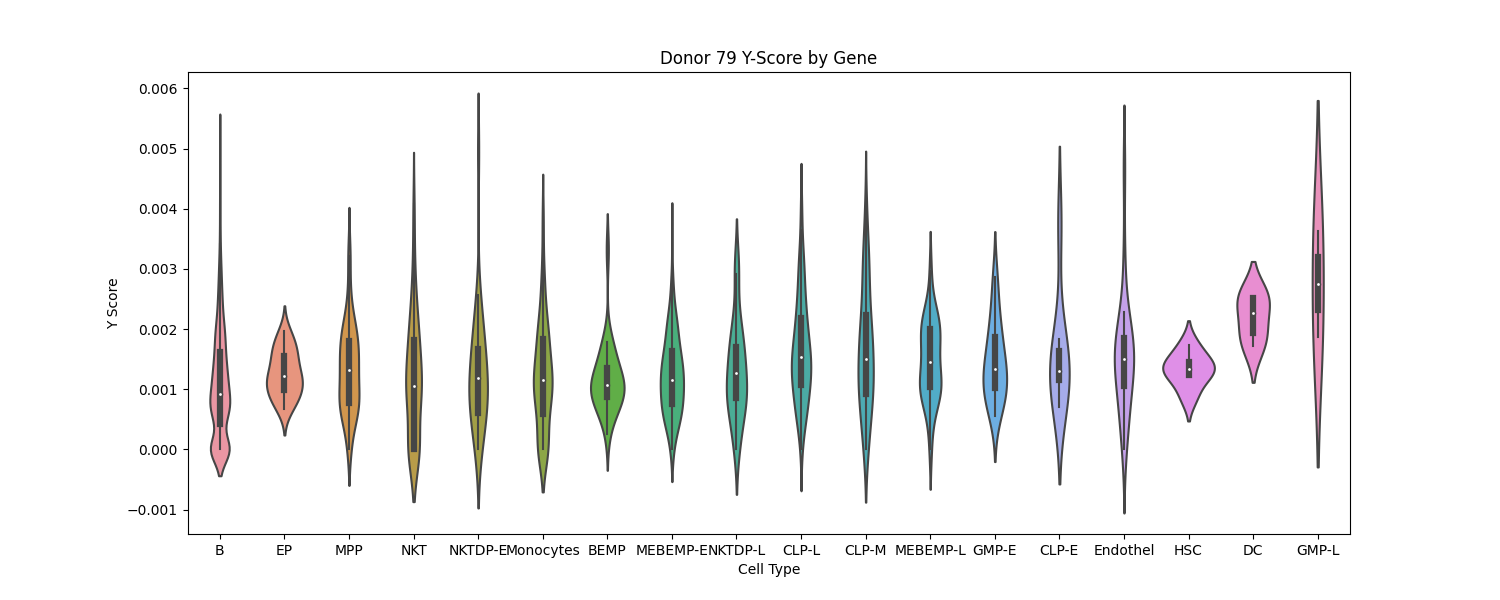 Donor 79 Y-Score by Gene
0.006
0.005
0.004
0.003
0.002
0.001
0.000
−0.001
Y Score
B EP MPP NKT NKTDP-E Monocytes BEMP MEBEMP-E NKTDP-L CLP-L CLP-M MEBEMP-L GMP-E CLP-E Endothel HSC DC GMP-L
Cell Type